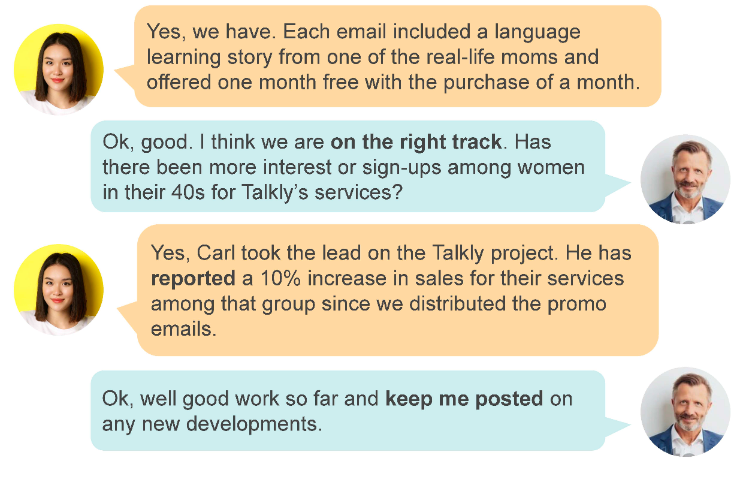 Yes, we have. Each email included a language
learning story from one of the real-life moms and
offered one month free with the purchase of a month.
Ok, good. I think we are on the right track. Has
there been more interest or sign-ups among women
in their 40s for Talkly's services?
Yes, Carl took the lead on the Talkly project. He has
reported a 10% increase in sales for their services
among that group since we distributed the promo
emails.
Ok, well good work so far and keep me posted on
any new developments.